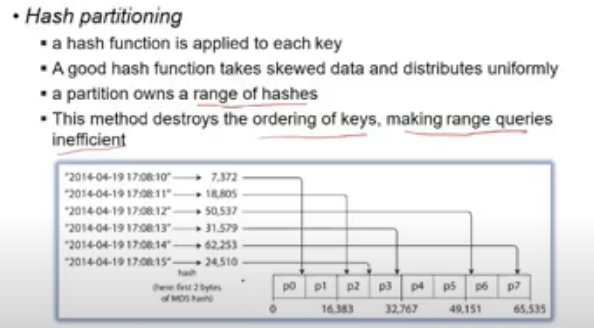 • Hash partitioning
▪ a hash function is applied to each key
▪ A good hash function takes skewed data and distributes uniformly
▪ a partition owns a range of hashes
▪ This method destroys the ordering of keys, making range queries
inefficient
"2014-04-19 17:08:10" → 7,372
"2014-04-19 17:08:11" → 18,805
"2014-04-19 17:08:12" → 50,537
"2014-04-19 17:08:13" → 31,579
"2014-04-19 17:08:14" → 62,253
"2014-04-19 17:08:15" → 24,510
hash
(here: first 2 bytes
of MD5 hash)
p0 p1 p2 p3 p4 p5 p6 p7
0 16,383 32,767 49,151 65,535